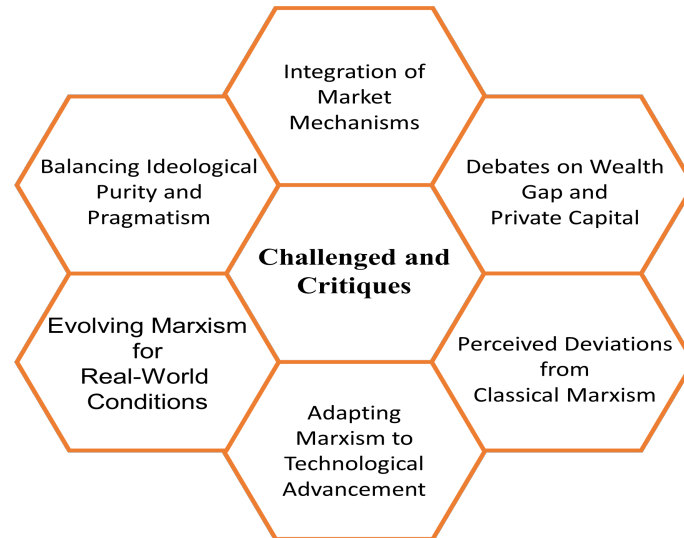 Integration of
Market
Mechanisms
Balancing Ideological
Purity and
Pragmatism
Debates on Wealth
Gap and
Private Capital
Challenged and
Critiques
Evolving Marxism
for
Real-World
Conditions
Perceived Deviations
from
Classical Marxism
Adapting
Marxism to
Technological
Advancement